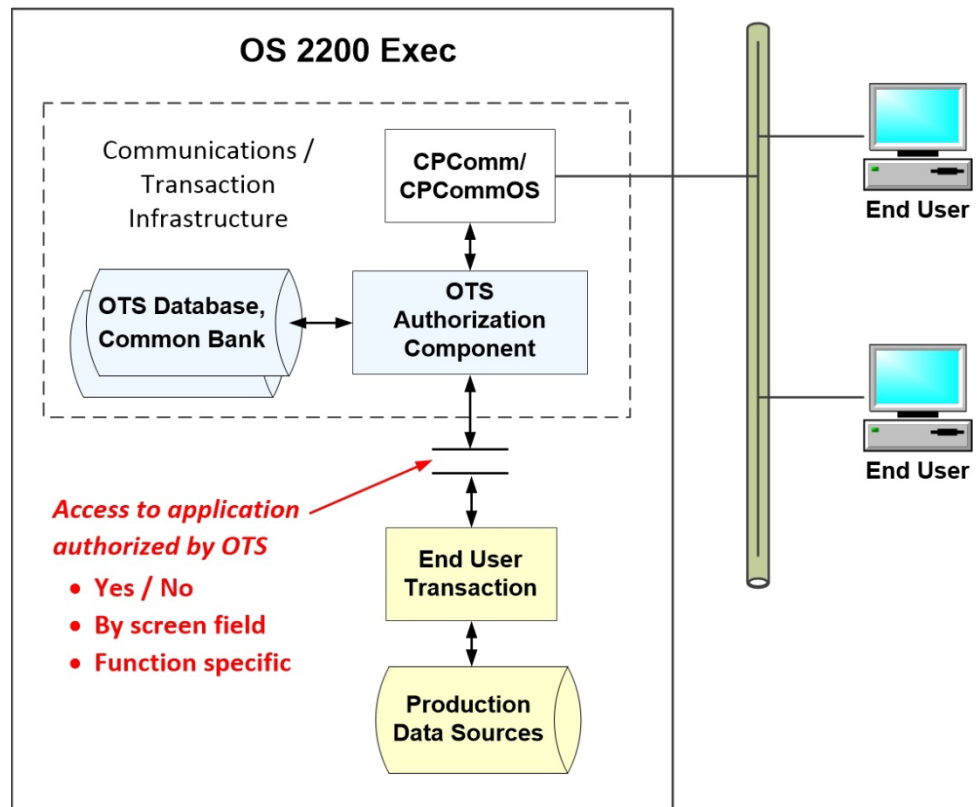 OS 2200 Exec
Communications /
Transaction
Infrastructure
CPComm/
CPCommOS
End User
OTS Database,
Common Bank
OTS
Authorization
Component
End User
Access to application
authorized by OTS
• Yes / No
• By screen field
• Function specific
End User
Transaction
Production
Data Sources